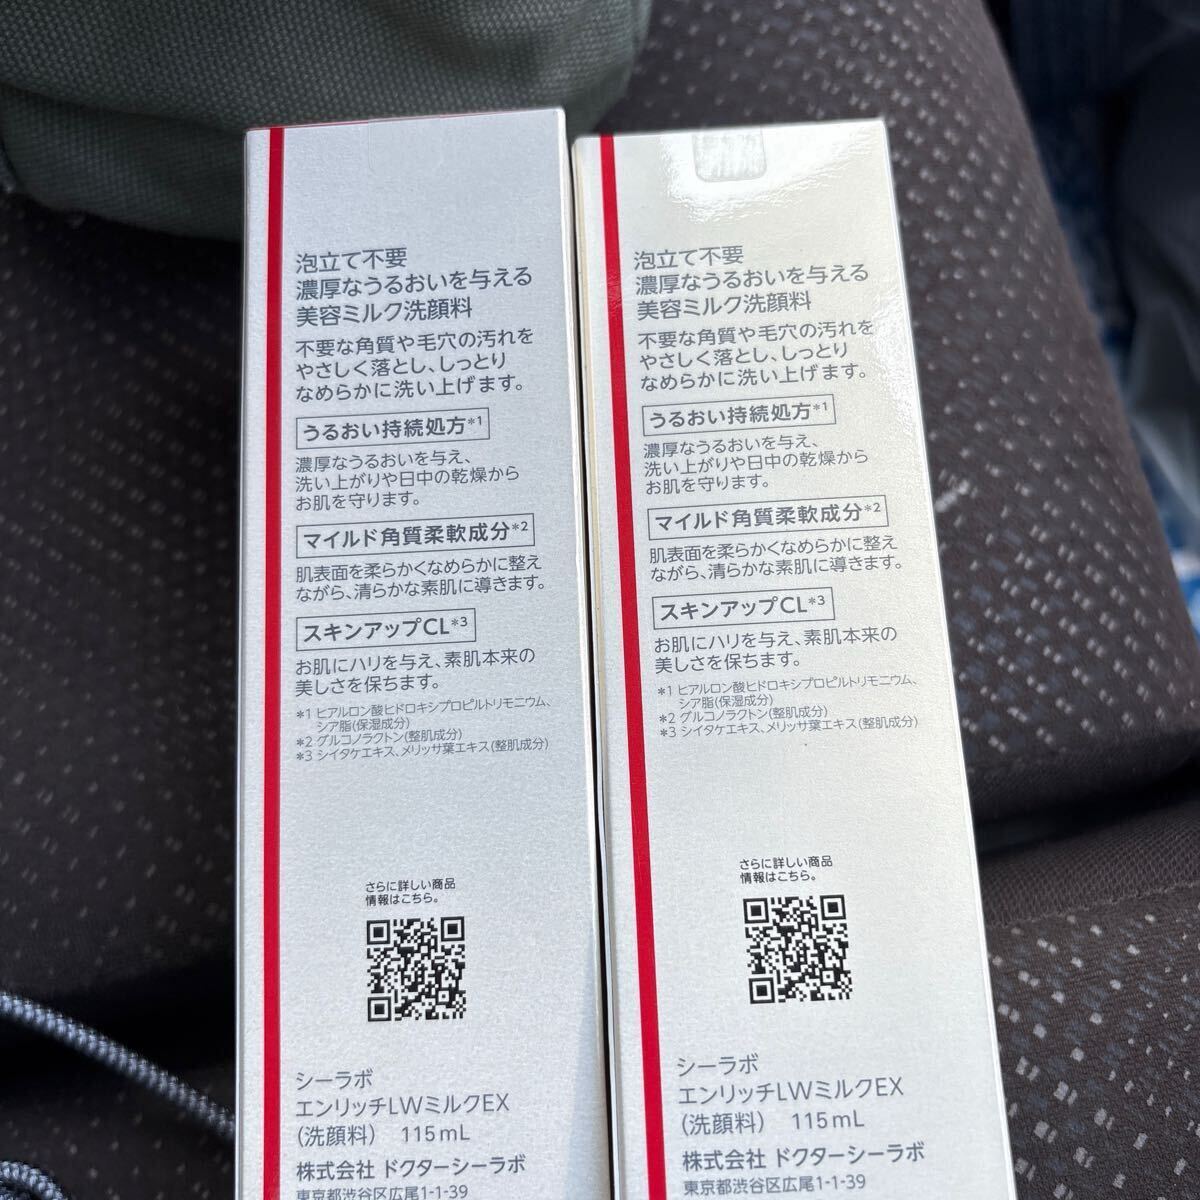 泡立て不要
濃厚なうるおいを与える
美容ミルク洗顔料
不要な角質や毛穴の汚れを
やさしく落とし、しっとり
なめらかに洗い上げます。
うるおい持続処方*1
濃厚なうるおいを与え、
洗い上がりや日中の乾燥から
お肌を守ります。
マイルド角質柔軟成分*2
肌表面を柔らかくなめらかに整え
ながら、清らかな素肌に導きます。
スキンアップCL*3
お肌にハリを与え、素肌本来の
美しさを保ちます。
*1 ヒアルロン酸ヒドロキシプロピルトリモニウム、
シア脂(保湿成分)
*2 グルコノラクトン(整肌成分)
*3 シイタケエキス、メリッサ葉エキス(整肌成分)
さらに詳しい商品
情報はこちら。
シーラボ
エンリッチLWミルクEX
(洗顔料) 115mL
株式会社 ドクターシーラボ
東京都渋谷区広尾1-1-39
泡立て不要
濃厚なうるおいを与える
美容ミルク洗顔料
不要な角質や毛穴の汚れを
やさしく落とし、しっとり
なめらかに洗い上げます。
うるおい持続処方*1
濃厚なうるおいを与え、
洗い上がりや日中の乾燥から
お肌を守ります。
マイルド角質柔軟成分*2
肌表面を柔らかくなめらかに整え
ながら、清らかな素肌に導きます。
スキンアップCL*3
お肌にハリを与え、素肌本来の
美しさを保ちます。
*1 ヒアルロン酸ヒドロキシプロピルトリモニウム、
シア脂(保湿成分)
*2 グルコノラクトン(整肌成分)
*3 シイタケエキス、メリッサ葉エキス(整肌成分)
さらに詳しい商品
情報はこちら。
シーラボ
エンリッチLWミルクEX
(洗顔料) 115mL
株式会社 ドクターシーラボ
東京都渋谷区広尾1-1-39